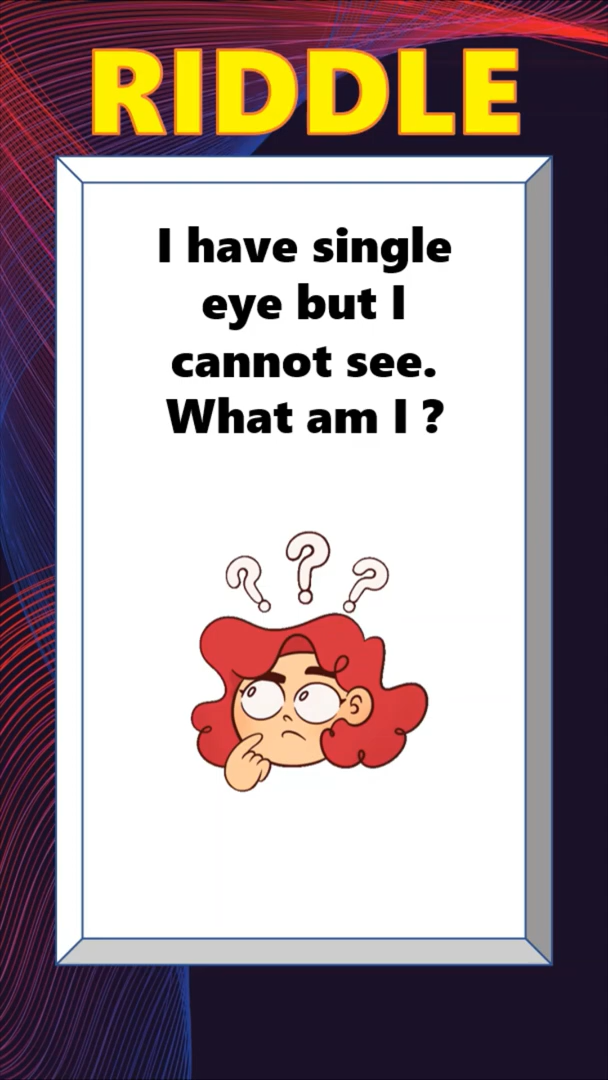 RIDDLE
I have single
eye but I
cannot see.
What am I ?